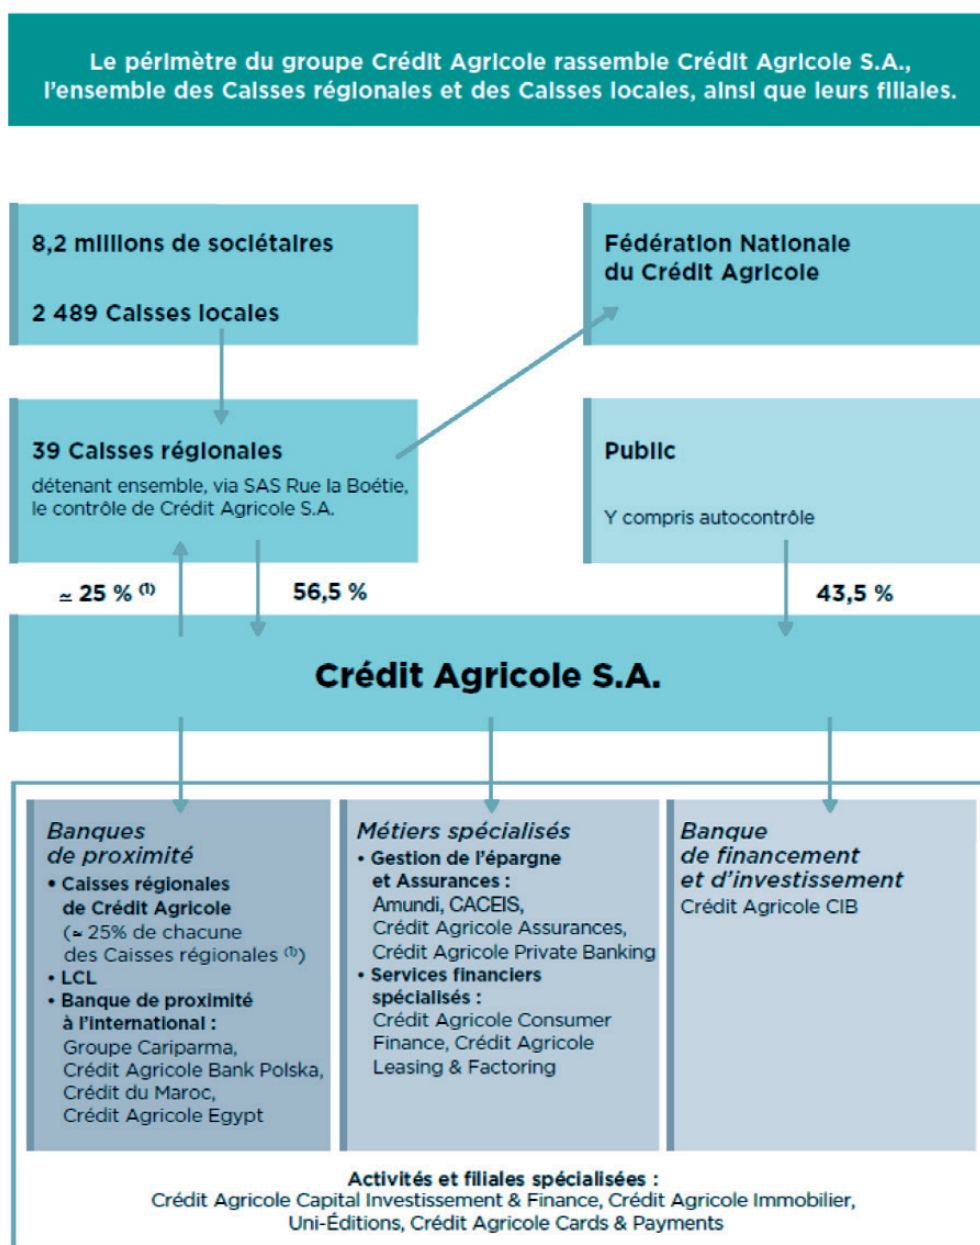 Le périmètre du groupe Crédit Agricole rassemble Crédit Agricole S.A.,
l'ensemble des Caisses régionales et des Caisses locales, ainsi que leurs filiales.
8,2 millions de sociétaires
2 489 Caisses locales
Fédération Nationale
du Crédit Agricole
39 Caisses régionales
détenant ensemble, via SAS Rue la Boétie,
le contrôle de Crédit Agricole S.A.
Public
Y compris autocontrôle
≃ 25 % (1)
56,5 %
43,5 %
Crédit Agricole S.A.
Banques
de proximité
• Caisses régionales
de Crédit Agricole
(≃ 25% de chacune
des Caisses régionales (1))
• LCL
• Banque de proximité
à l'international :
Groupe Cariparma,
Crédit Agricole Bank Polska,
Crédit du Maroc,
Crédit Agricole Egypt
Métiers spécialisés
• Gestion de l'épargne
et Assurances :
Amundi, CACEIS,
Crédit Agricole Assurances,
Crédit Agricole Private Banking
• Services financiers
spécialisés :
Crédit Agricole Consumer
Finance, Crédit Agricole
Leasing & Factoring
Banque
de financement
et d'investissement
Crédit Agricole CIB
Activités et filiales spécialisées :
Crédit Agricole Capital Investissement & Finance, Crédit Agricole Immobilier,
Uni-Éditions, Crédit Agricole Cards & Payments